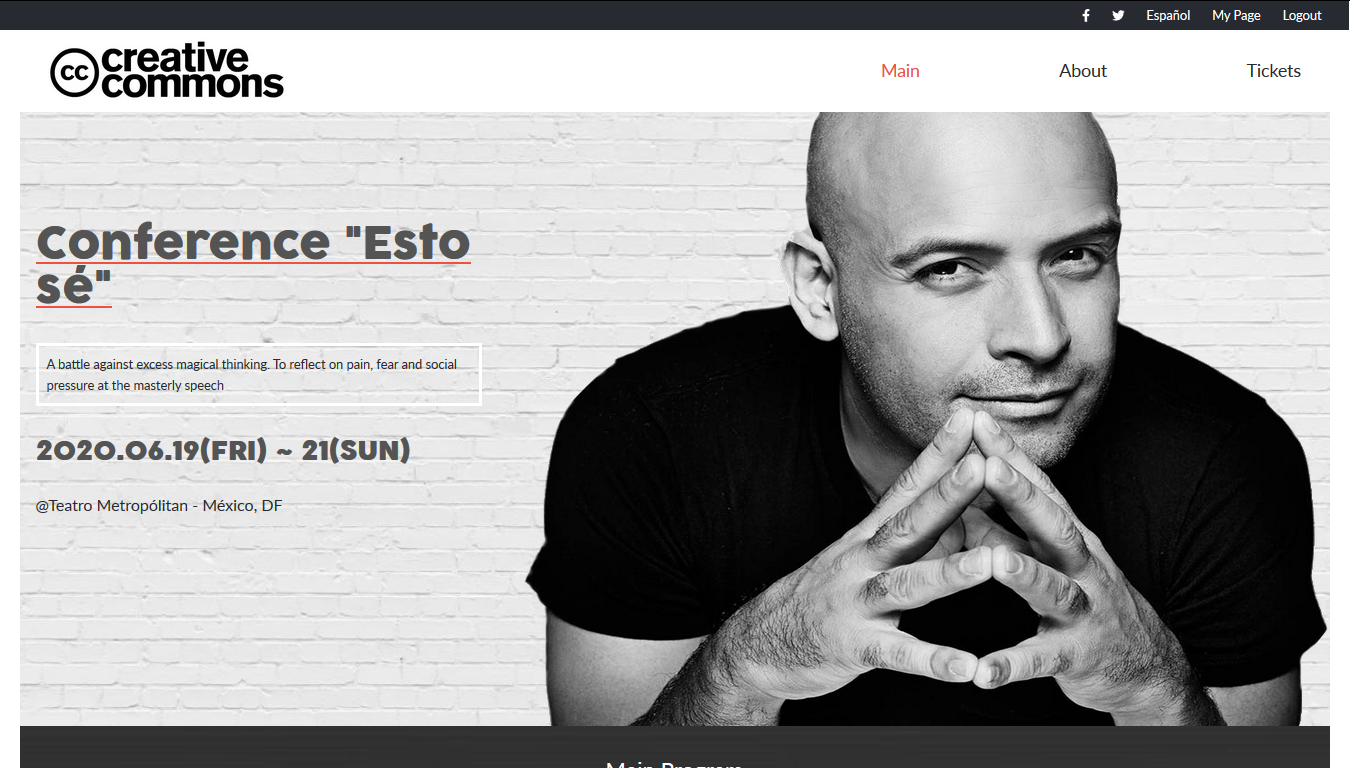 Español My Page Logout
cc creative
commons
Main About Tickets
Conference "Esto
sé"
A battle against excess magical thinking. To reflect on pain, fear and social
pressure at the masterly speech
2020.06.19(FRI) ~ 21(SUN)
@Teatro Metropólitan - México, DF
Main Program